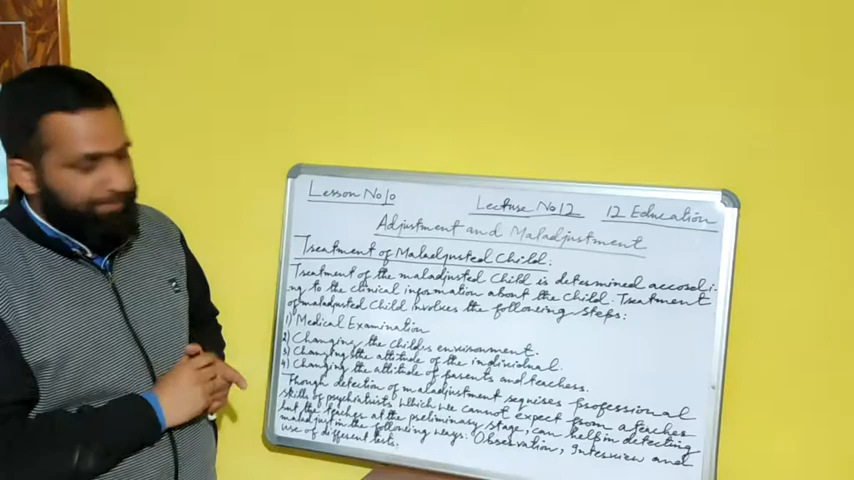 Lesson No 10 Lecture No 12 12 Education
Adjustment and Maladjustment
Treatment of Maladjusted Child:
Treatment of the maladjusted Child is determined accordi-
ng to the clinical information about the child. Treatment
of maladjusted Child involves the following steps:
1) Medical Examination
2) Changing the childs environment.
3) Changing the attitude of the individual.
4) Changing the attitude of parents and teachers.
Though detection of maladjustment requires professional
skills of psychiatrists which we cannot expect from a teacher
but the teacher at the preliminary stage, can help in detecting
maladjust in the following ways: Observation, Interview and
use of different tests.